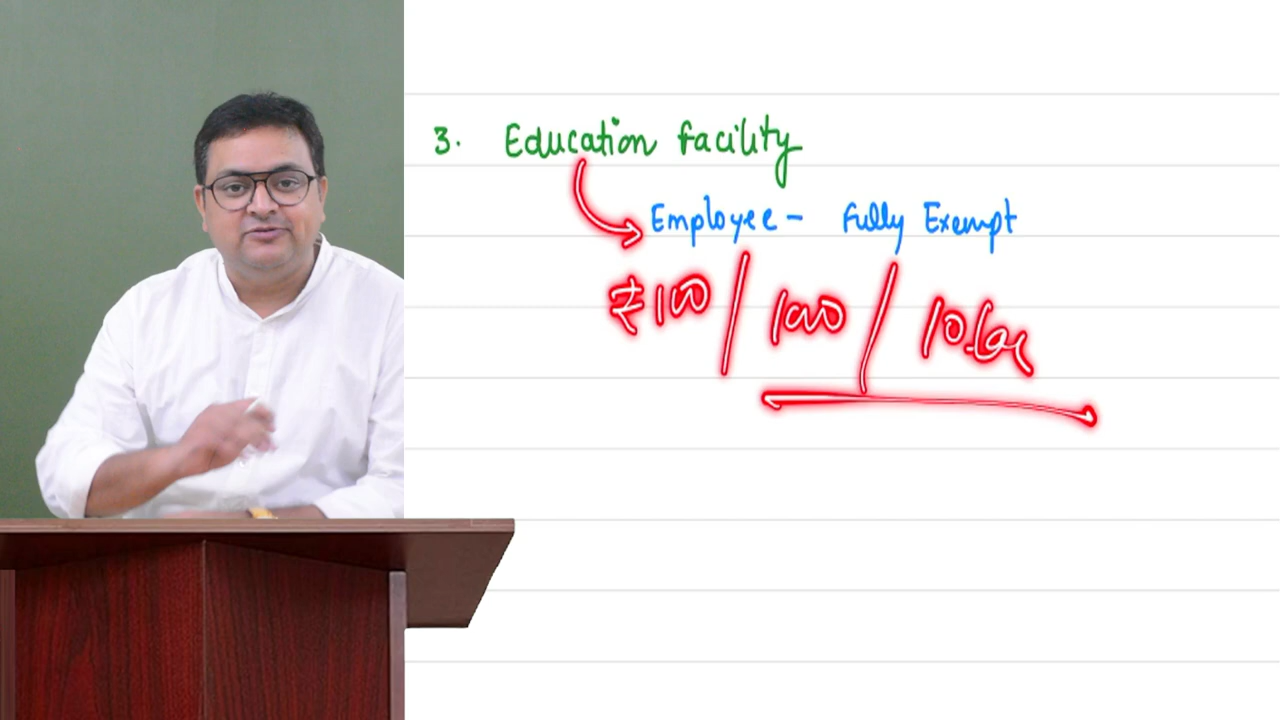 3. Education facility
Employee - fully Exempt
₹100 / 1000 / 10 lac